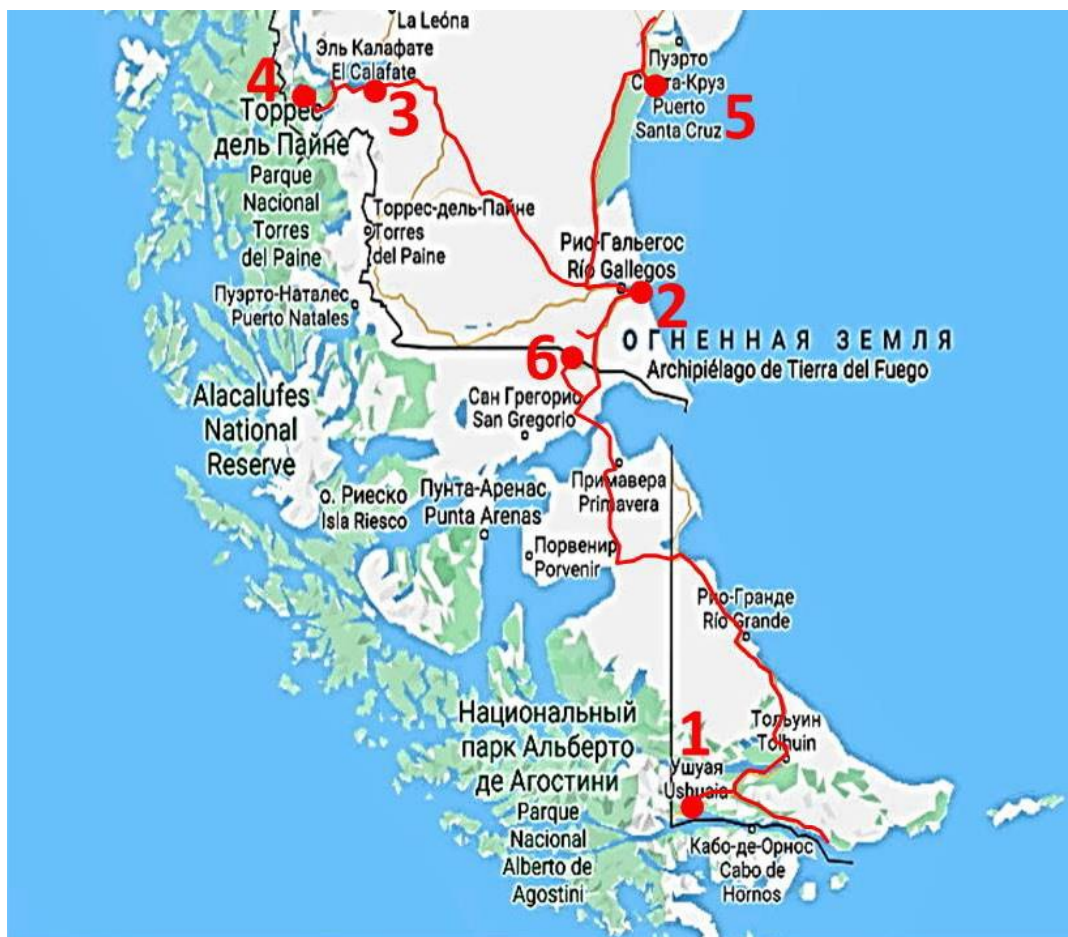 La Leóna
Эль Калафате
El Calafate
4
3
Торрес
дель Пайне
Parque
Nacional
Torres
del Paine
Пуэрто
Санта-Круз
Puerto
Santa Cruz
5
Торрес-дель-Пайне
Torres
del Paine
Рио-Гальегос
Río Gallegos
2
Пуэрто-Наталес
Puerto Natales
ОГНЕННАЯ ЗЕМЛЯ
Archipiélago de Tierra del Fuego
6
Сан Грегорио
San Gregorio
Alacalufes
National
Reserve
Примавера
Primavera
о. Риеско
Isla Riesco
Пунта-Аренас
Punta Arenas
Порвенир
Porvenir
Рио-Гранде
Río Grande
Национальный
парк Альберто
де Агостини
Parque
Nacional
Alberto de
Agostini
1
Ушуая
Ushuaia
Тольуин
Tolhuin
Кабо-де-Орнос
Cabo de
Hornos